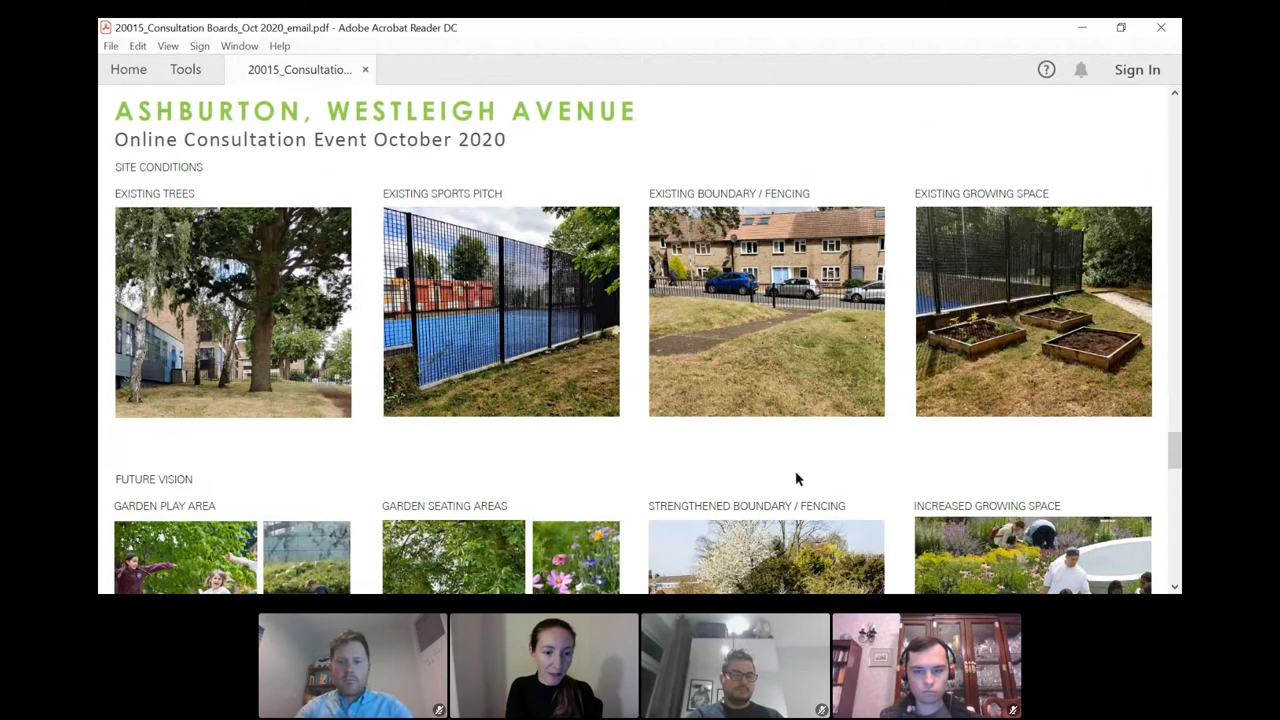 20015_Consultation Boards_Oct 2020_email.pdf - Adobe Acrobat Reader DC
File Edit View Sign Window Help
Home Tools 20015_Consultatio... × ? Sign In
ASHBURTON, WESTLEIGH AVENUE
Online Consultation Event October 2020
SITE CONDITIONS
EXISTING TREES EXISTING SPORTS PITCH EXISTING BOUNDARY / FENCING EXISTING GROWING SPACE
FUTURE VISION
GARDEN PLAY AREA GARDEN SEATING AREAS STRENGTHENED BOUNDARY / FENCING INCREASED GROWING SPACE